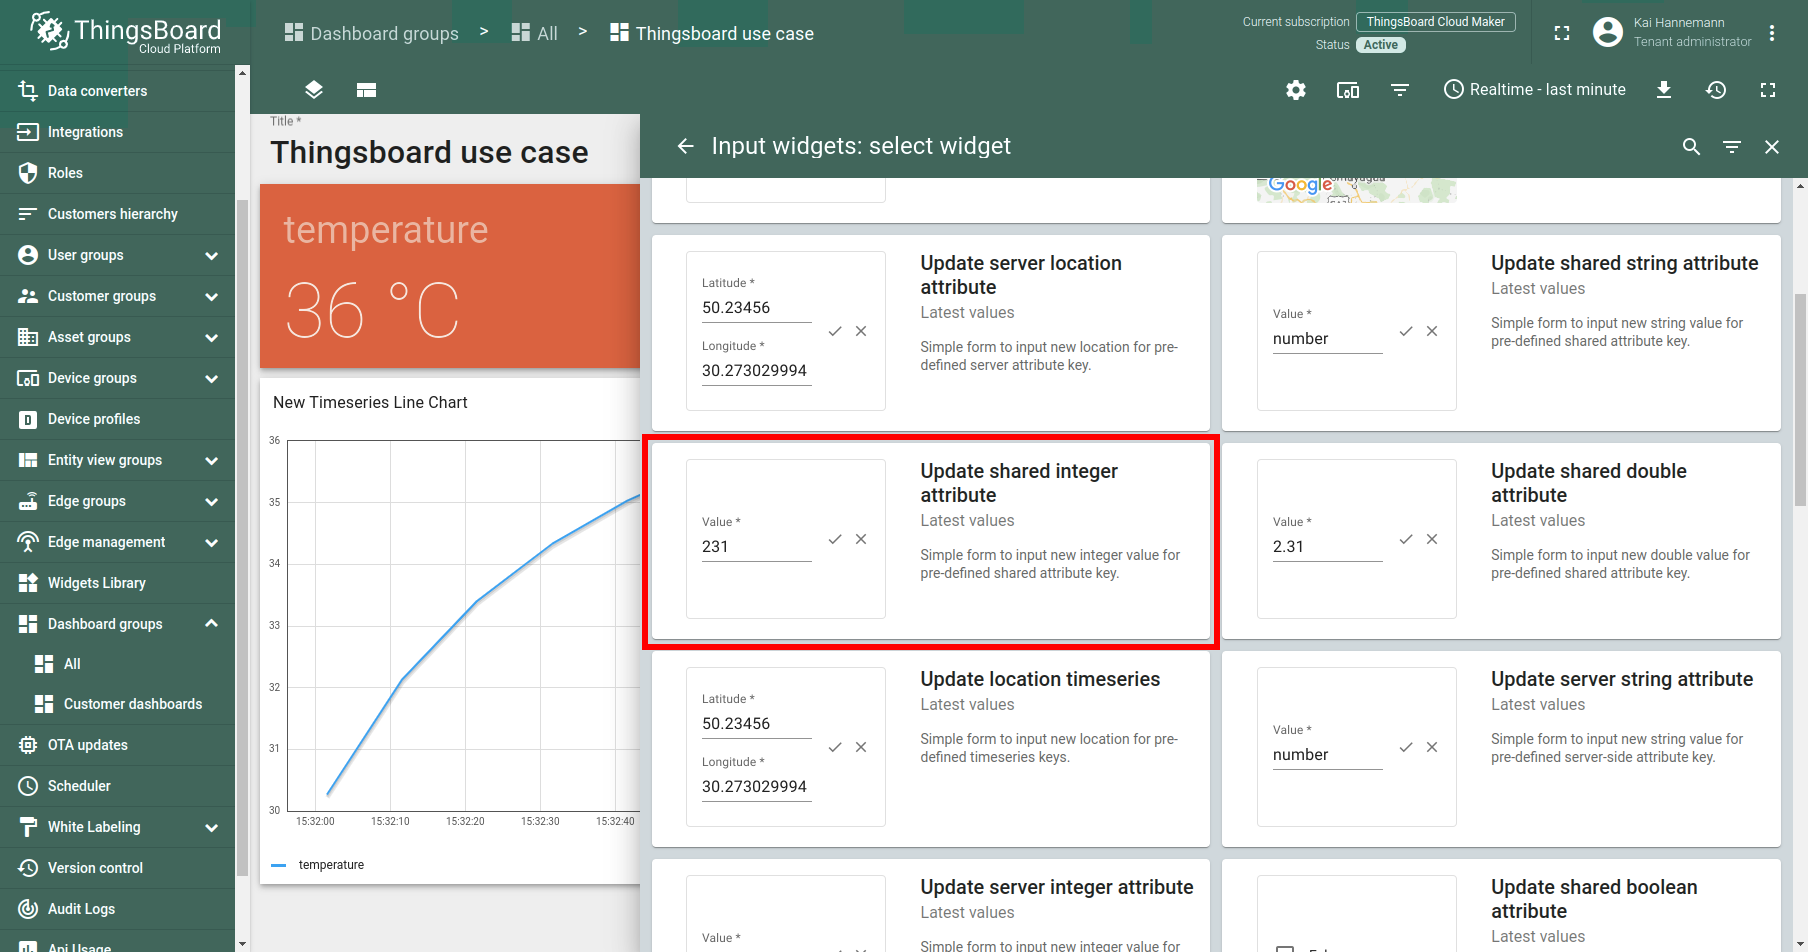 ThingsBoard
Cloud Platform
Dashboard groups > All > Thingsboard use case
Current subscription ThingsBoard Cloud Maker
Status Active
Kai Hannemann
Tenant administrator
Realtime - last minute
Data converters
Integrations
Roles
Customers hierarchy
User groups
Customer groups
Asset groups
Device groups
Device profiles
Entity view groups
Edge groups
Edge management
Widgets Library
Dashboard groups
All
Customer dashboards
OTA updates
Scheduler
White Labeling
Version control
Audit Logs
Api Usage
Title *
Thingsboard use case
temperature
36 °C
New Timeseries Line Chart
36
35
34
33
32
31
30
15:32:00 15:32:10 15:32:20 15:32:30 15:32:40
temperature
Input widgets: select widget
Google
Latitude *
50.23456
Longitude *
30.273029994
Update server location
attribute
Latest values
Simple form to input new location for pre-
defined server attribute key.
Value *
number
Update shared string attribute
Latest values
Simple form to input new string value for
pre-defined shared attribute key.
Value *
231
Update shared integer
attribute
Latest values
Simple form to input new integer value for
pre-defined shared attribute key.
Value *
2.31
Update shared double
attribute
Latest values
Simple form to input new double value for
pre-defined shared attribute key.
Latitude *
50.23456
Longitude *
30.273029994
Update location timeseries
Latest values
Simple form to input new location for pre-
defined timeseries keys.
Value *
number
Update server string attribute
Latest values
Simple form to input new string value for
pre-defined server-side attribute key.
Value *
Update server integer attribute
Latest values
Simple form to input new integer value for
Update shared boolean
attribute
Latest values